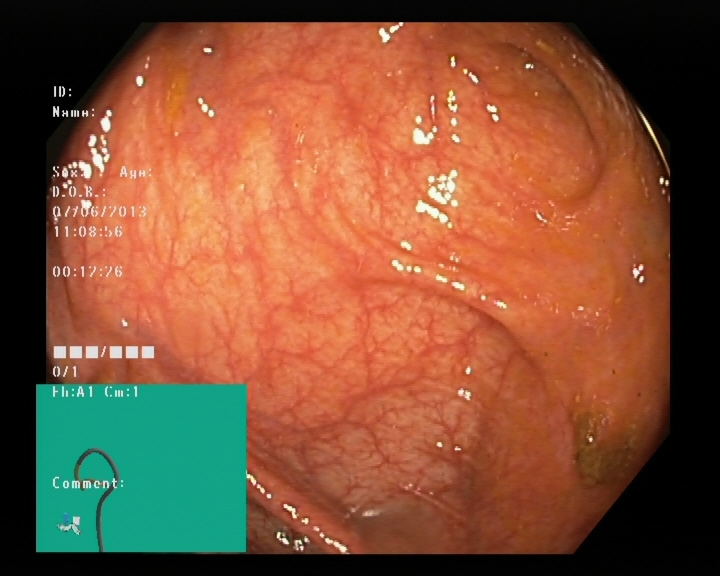 ID:
Name:
Sex: Age:
D.O.B.:
07/06/2013
11:08:56
00:12:26
■■■/■■■
0/1
Eh:A1 Cm:1
Comment: